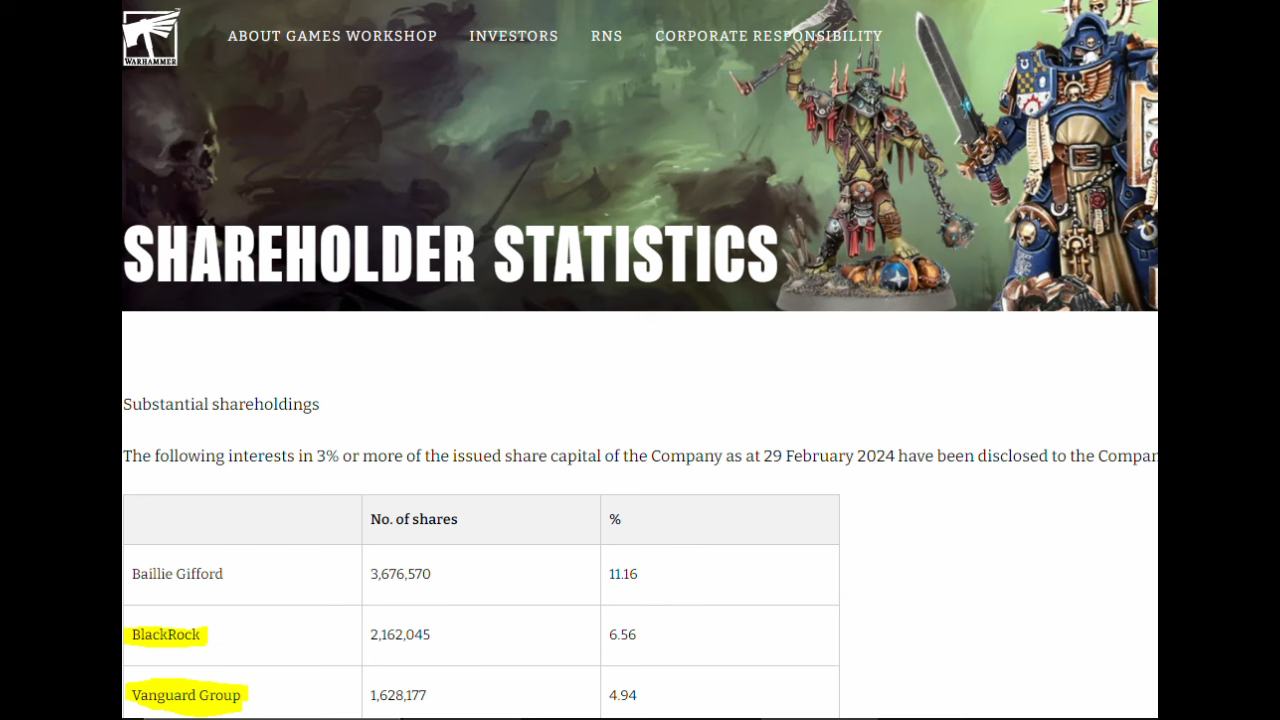 WARHAMMER
ABOUT GAMES WORKSHOP INVESTORS RNS CORPORATE RESPONSIBILITY
SHAREHOLDER STATISTICS
Substantial shareholdings
The following interests in 3% or more of the issued share capital of the Company as at 29 February 2024 have been disclosed to the Compan
No. of shares %
Baillie Gifford 3,676,570 11.16
BlackRock 2,162,045 6.56
Vanguard Group 1,628,177 4.94